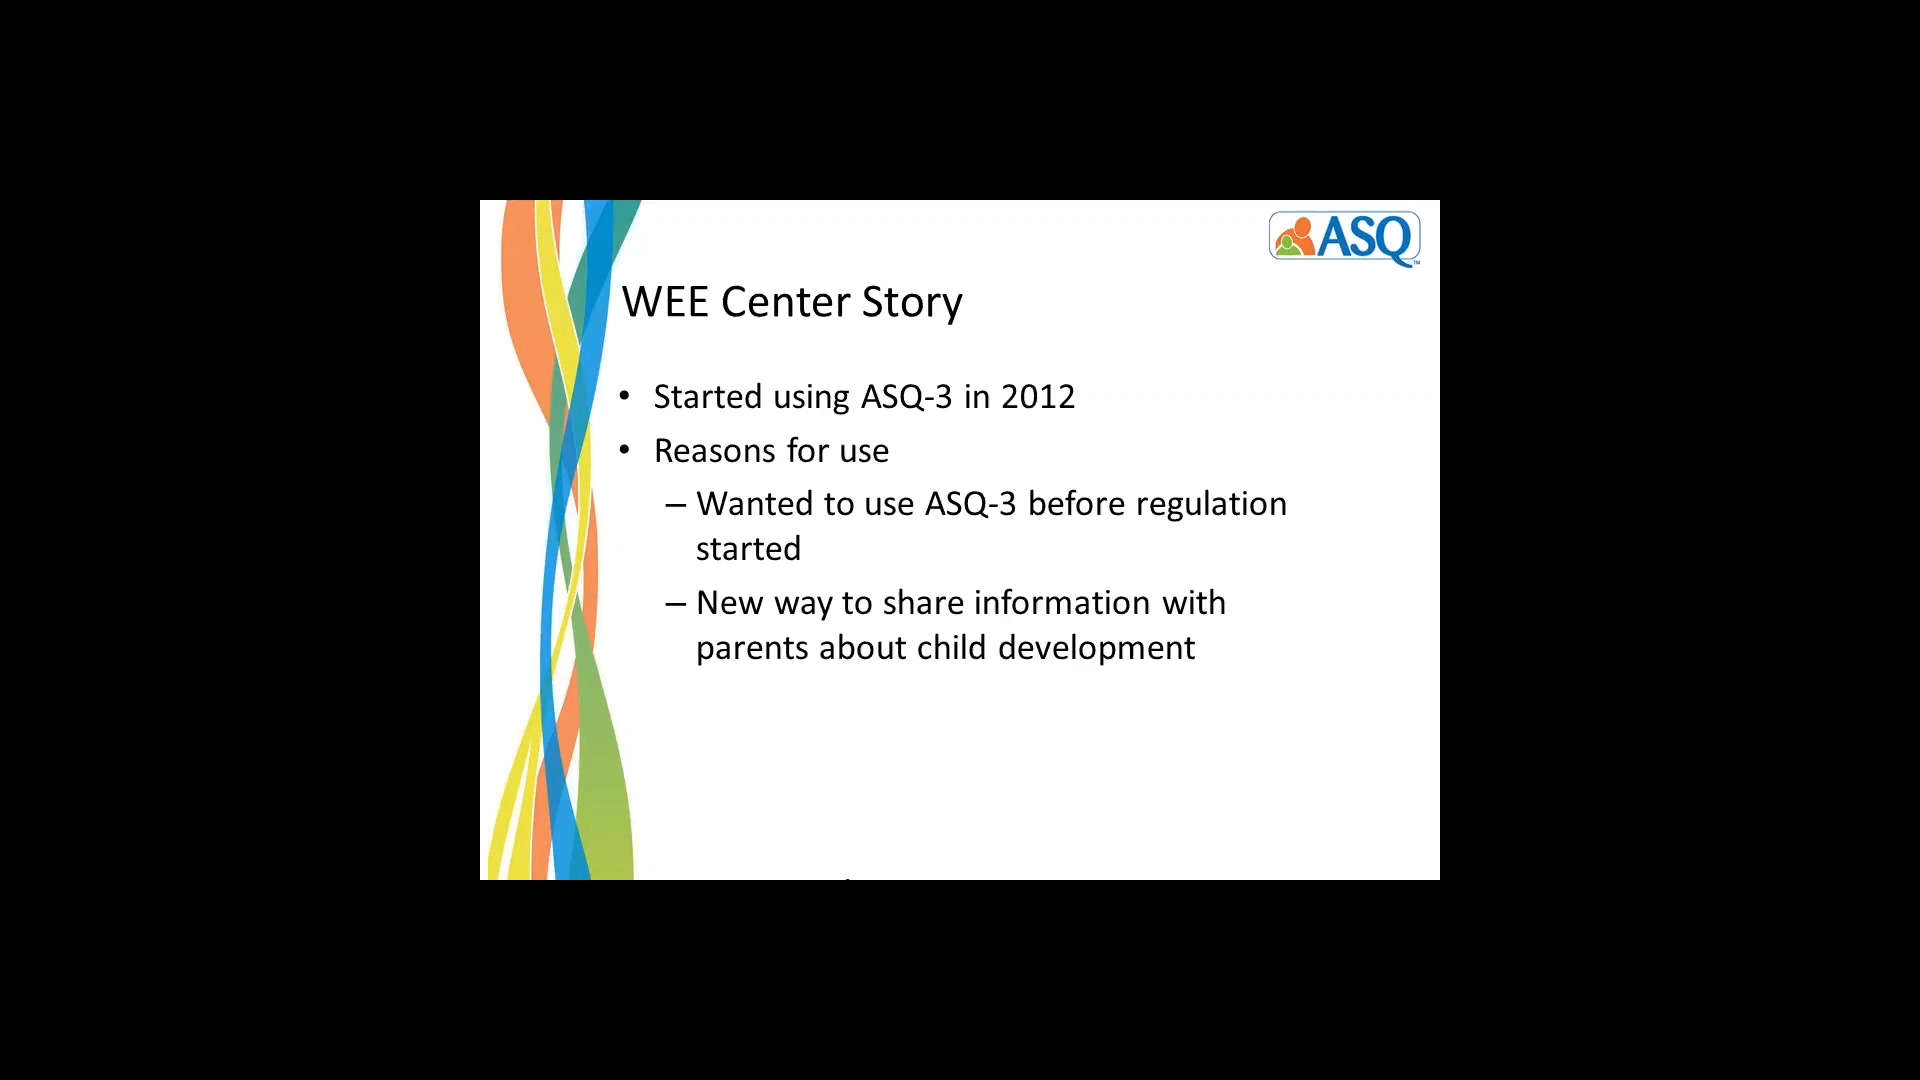 ASQ™
WEE Center Story
• Started using ASQ-3 in 2012
• Reasons for use
– Wanted to use ASQ-3 before regulation
started
– New way to share information with
parents about child development